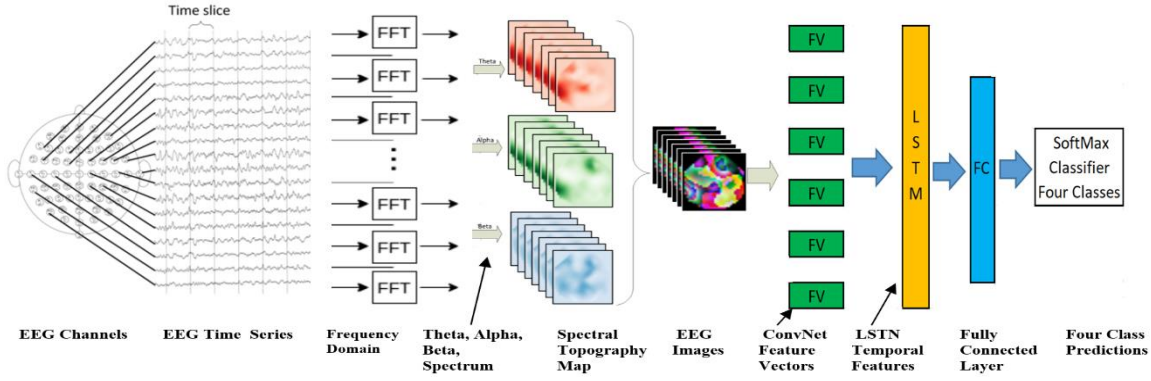 Time slice
FFT
FFT
FFT
FFT
FFT
FFT
Theta
Alpha
Beta
FV
FV
FV
FV
FV
FV
L
S
T
M
FC
SoftMax
Classifier
Four Classes
EEG Channels
EEG Time Series
Frequency
Domain
Theta, Alpha,
Beta,
Spectrum
Spectral
Topography
Map
EEG
Images
ConvNet
Feature
Vectors
LSTN
Temporal
Features
Fully
Connected
Layer
Four Class
Predictions